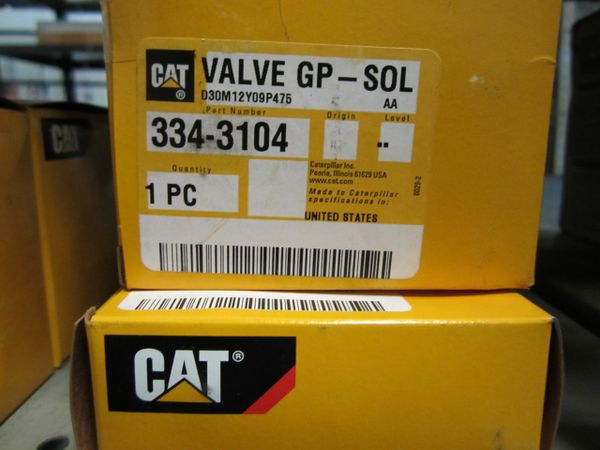 CAT
CAT ®
VALVE GP-SOL
D30M12Y09P475
AA
Part Number
Origin
Level
334-3104
..
Quantity
1 PC
Caterpillar Inc.
Peoria, Illinois 61629 USA
www.cat.com
Made to Caterpillar
specifications in:
UNITED STATES
6029-2
CAT ®